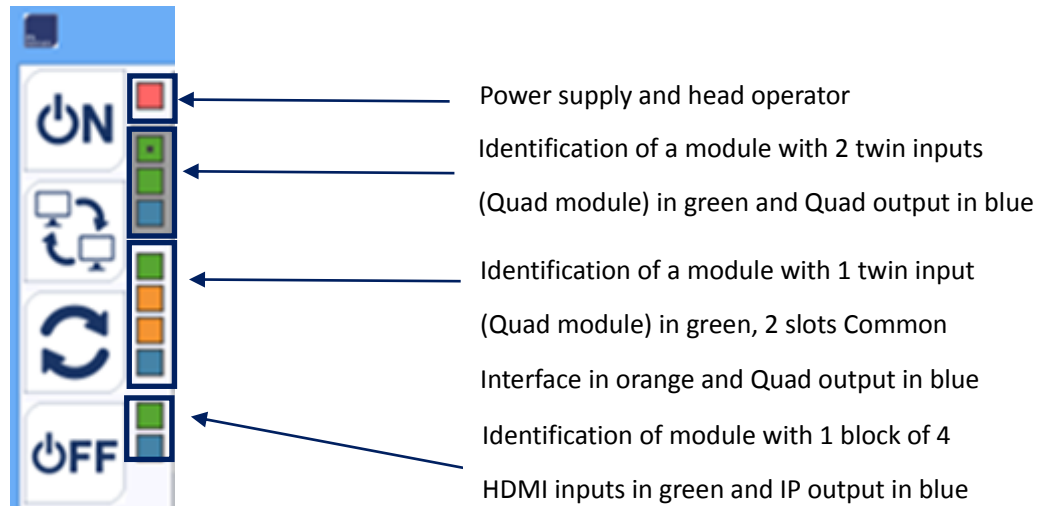 ON
Power supply and head operator
Identification of a module with 2 twin inputs
(Quad module) in green and Quad output in blue
Identification of a module with 1 twin input
(Quad module) in green, 2 slots Common
Interface in orange and Quad output in blue
OFF
Identification of module with 1 block of 4
HDMI inputs in green and IP output in blue